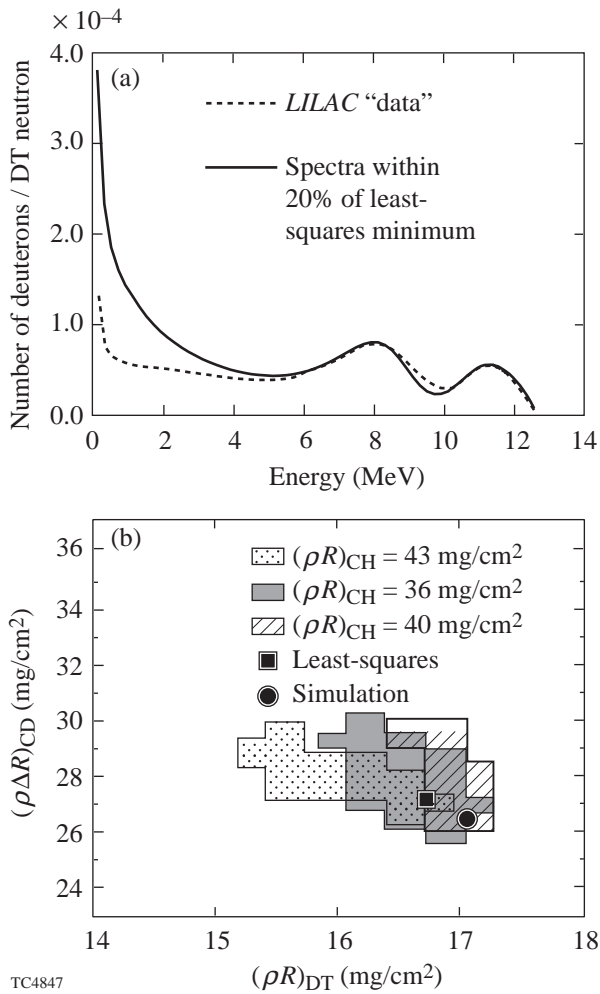 × 10⁻⁴
(a)
4.0
3.0
2.0
1.0
0.0
Number of deuterons / DT neutron
LILAC “data”
Spectra within
20% of least-
squares minimum
0 2 4 6 8 10 12 14
Energy (MeV)
(b)
36
34
32
30
28
26
24
(ρΔR)CD (mg/cm²)
(ρR)CH = 43 mg/cm²
(ρR)CH = 36 mg/cm²
(ρR)CH = 40 mg/cm²
Least-squares
Simulation
14 15 16 17 18
(ρR)DT (mg/cm²)
TC4847